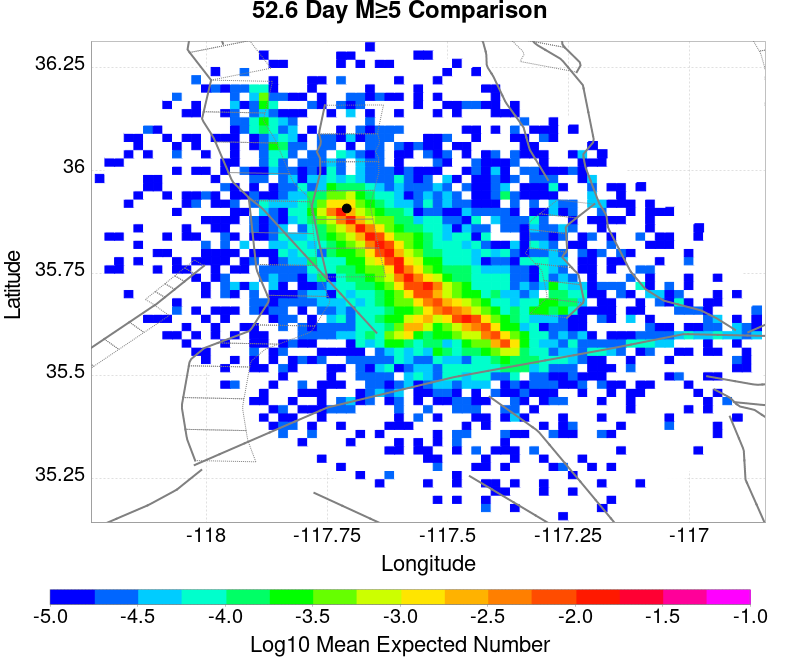 52.6 Day M≥5 Comparison
36.25
36
35.75
35.5
35.25
Latitude
-118 -117.75 -117.5 -117.25 -117
Longitude
-5.0 -4.5 -4.0 -3.5 -3.0 -2.5 -2.0 -1.5 -1.0
Log10 Mean Expected Number